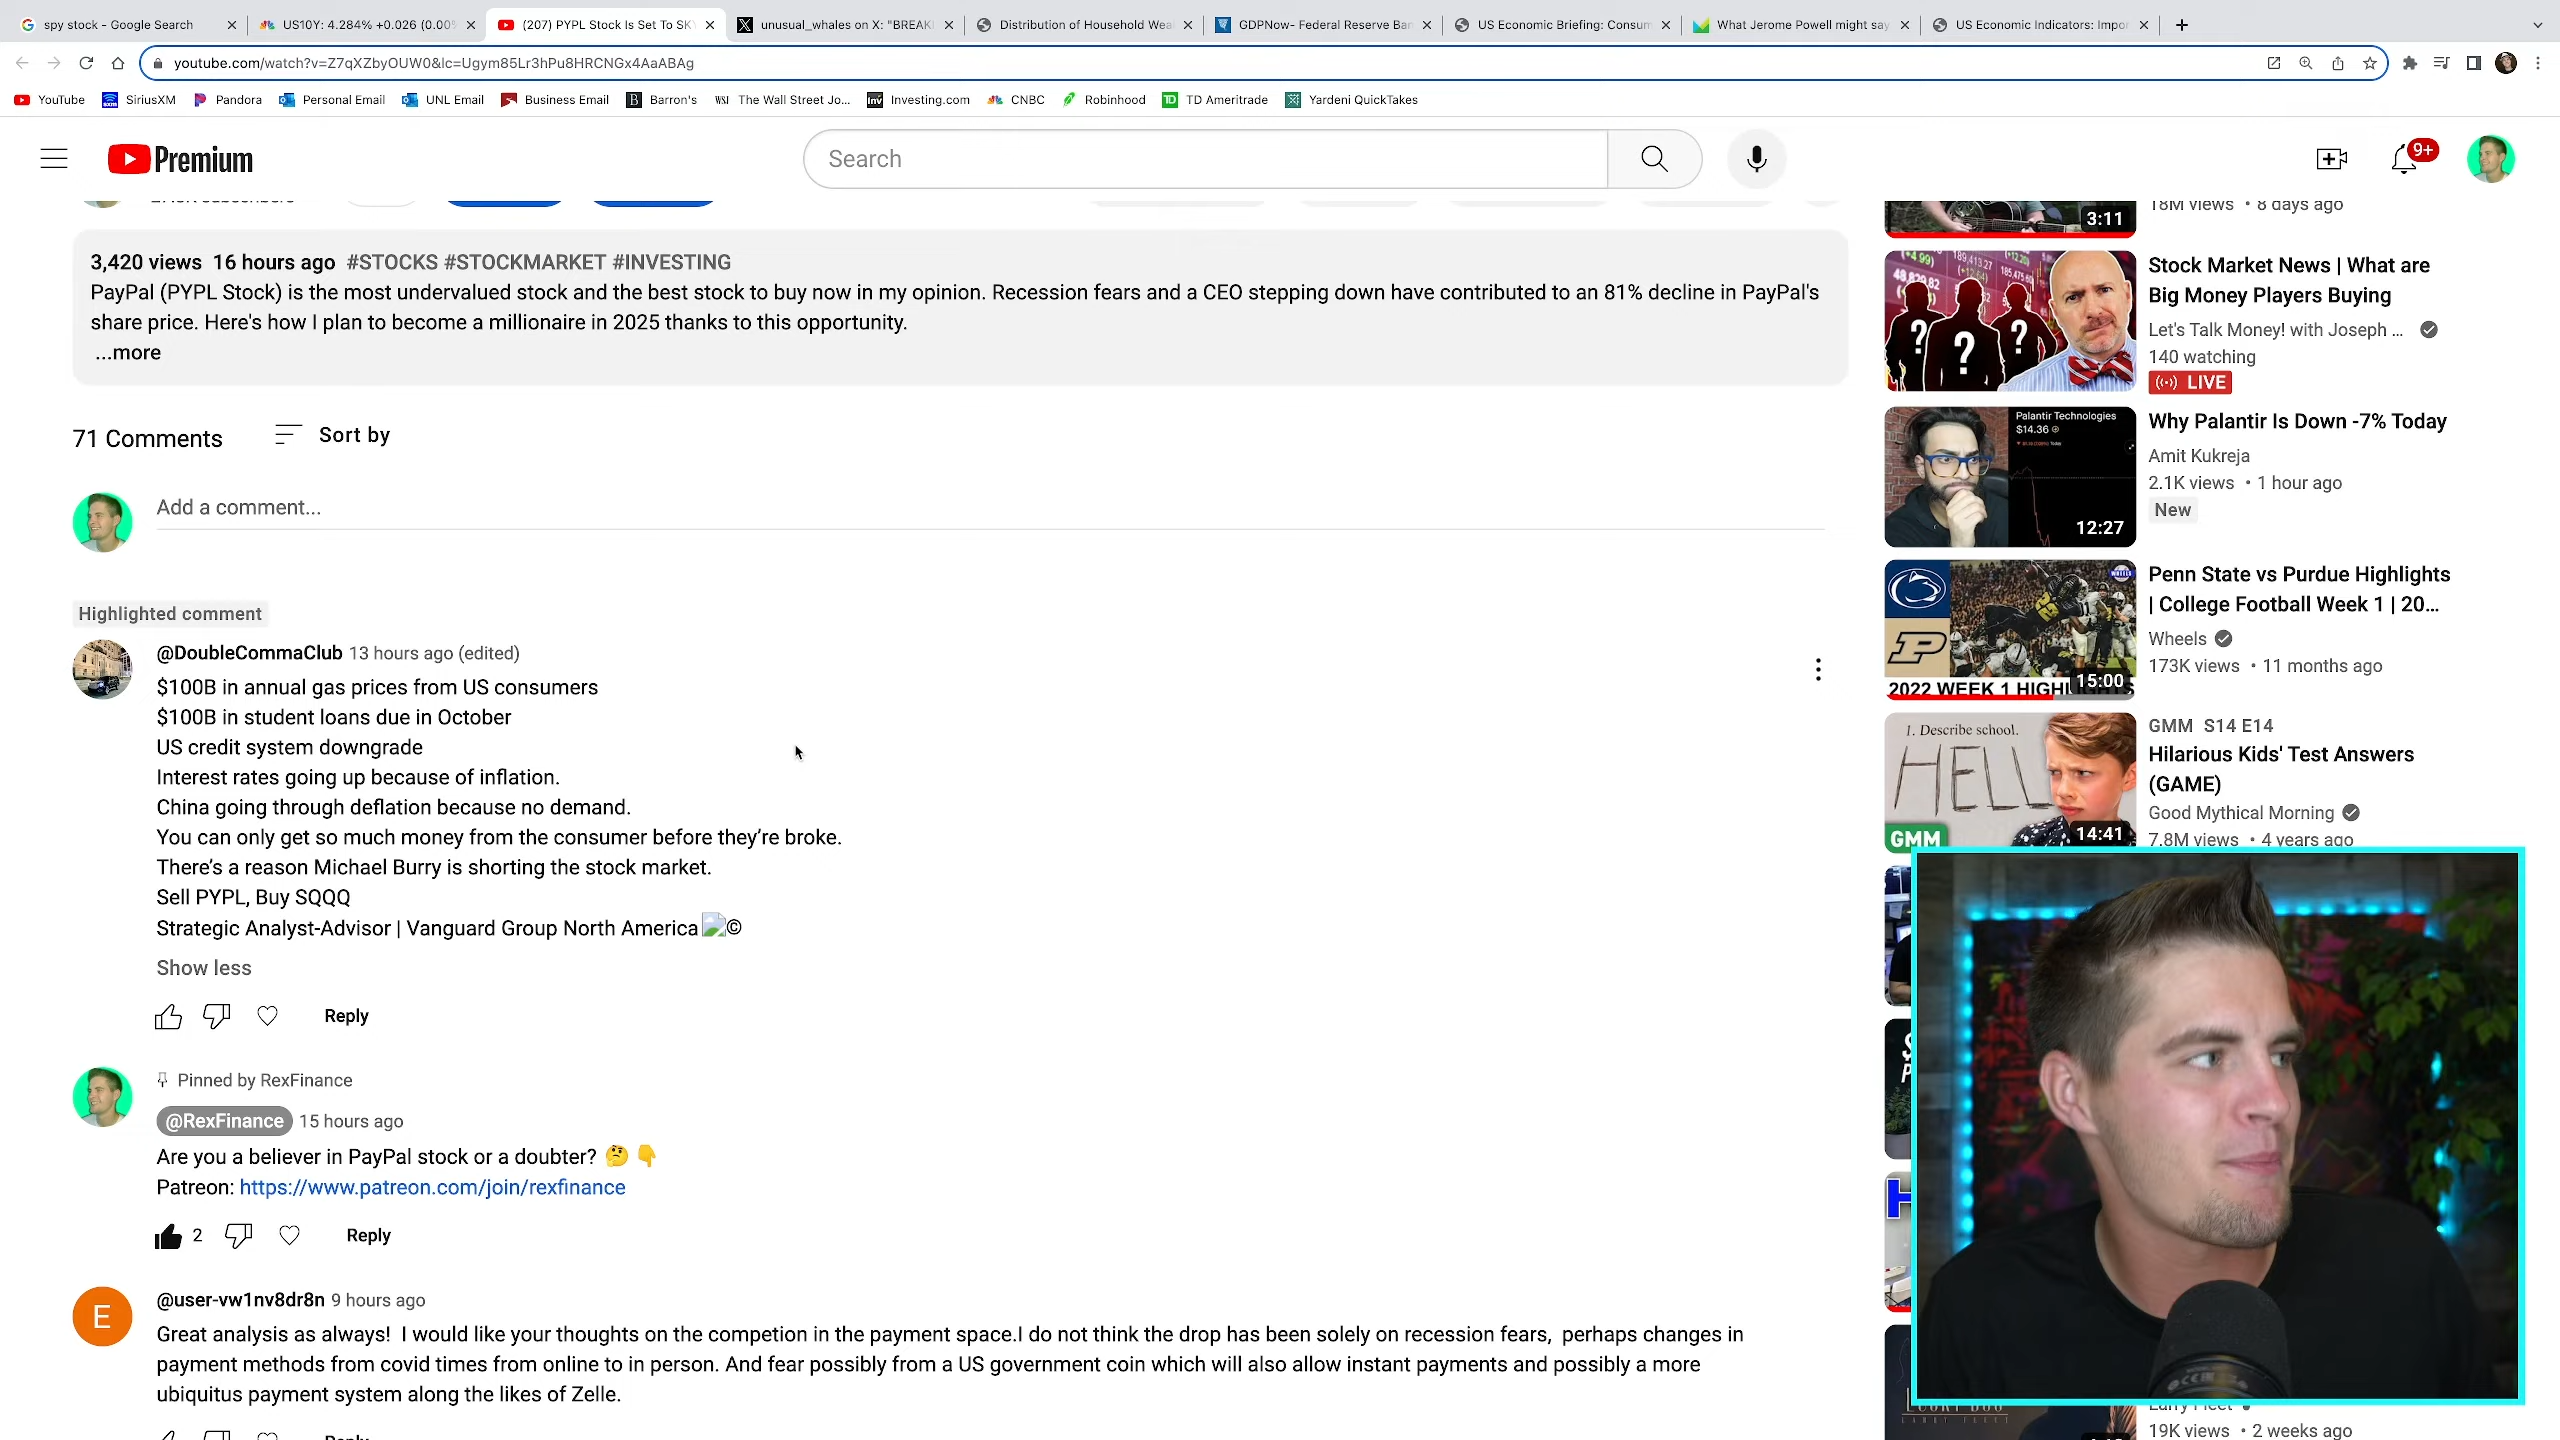 spy stock - Google Search
US10Y: 4.284% +0.026 (0.00
(207) PYPL Stock Is Set To SK
unusual_whales on X: "BREAKI
Distribution of Household Wea
GDPNow- Federal Reserve Ban
US Economic Briefing: Consum
What Jerome Powell might say
US Economic Indicators: Impor
youtube.com/watch?v=Z7qXZbyOUW0&lc=Ugym85Lr3hPu8HRCNGx4AaABAg
YouTube
SiriusXM
Pandora
Personal Email
UNL Email
Business Email
Barron's
The Wall Street Jo...
Investing.com
CNBC
Robinhood
TD Ameritrade
Yardeni QuickTakes
Premium
Search
9+
3,420 views 16 hours ago #STOCKS #STOCKMARKET #INVESTING
PayPal (PYPL Stock) is the most undervalued stock and the best stock to buy now in my opinion. Recession fears and a CEO stepping down have contributed to an 81% decline in PayPal's
share price. Here's how I plan to become a millionaire in 2025 thanks to this opportunity.
...more
71 Comments
Sort by
Add a comment...
Highlighted comment
@DoubleCommaClub 13 hours ago (edited)
$100B in annual gas prices from US consumers
$100B in student loans due in October
US credit system downgrade
Interest rates going up because of inflation.
China going through deflation because no demand.
You can only get so much money from the consumer before they’re broke.
There’s a reason Michael Burry is shorting the stock market.
Sell PYPL, Buy SQQQ
Strategic Analyst-Advisor | Vanguard Group North America ©
Show less
Reply
Pinned by RexFinance
@RexFinance 15 hours ago
Are you a believer in PayPal stock or a doubter? 🤔 👇
Patreon: https://www.patreon.com/join/rexfinance
2
Reply
E
@user-vw1nv8dr8n 9 hours ago
Great analysis as always! I would like your thoughts on the competion in the payment space.I do not think the drop has been solely on recession fears, perhaps changes in
payment methods from covid times from online to in person. And fear possibly from a US government coin which will also allow instant payments and possibly a more
ubiquitus payment system along the likes of Zelle.
3:11
18M views • 8 days ago
Stock Market News | What are
Big Money Players Buying
Let's Talk Money! with Joseph ...
140 watching
LIVE
Palantir Technologies
$14.36
12:27
Why Palantir Is Down -7% Today
Amit Kukreja
2.1K views • 1 hour ago
New
2022 WEEK 1 HIGHLIGHTS
15:00
Penn State vs Purdue Highlights
| College Football Week 1 | 20...
Wheels
173K views • 11 months ago
1. Describe school.
HELL
GMM
14:41
GMM S14 E14
Hilarious Kids' Test Answers
(GAME)
Good Mythical Morning
7.8M views • 4 years ago
19K views • 2 weeks ago